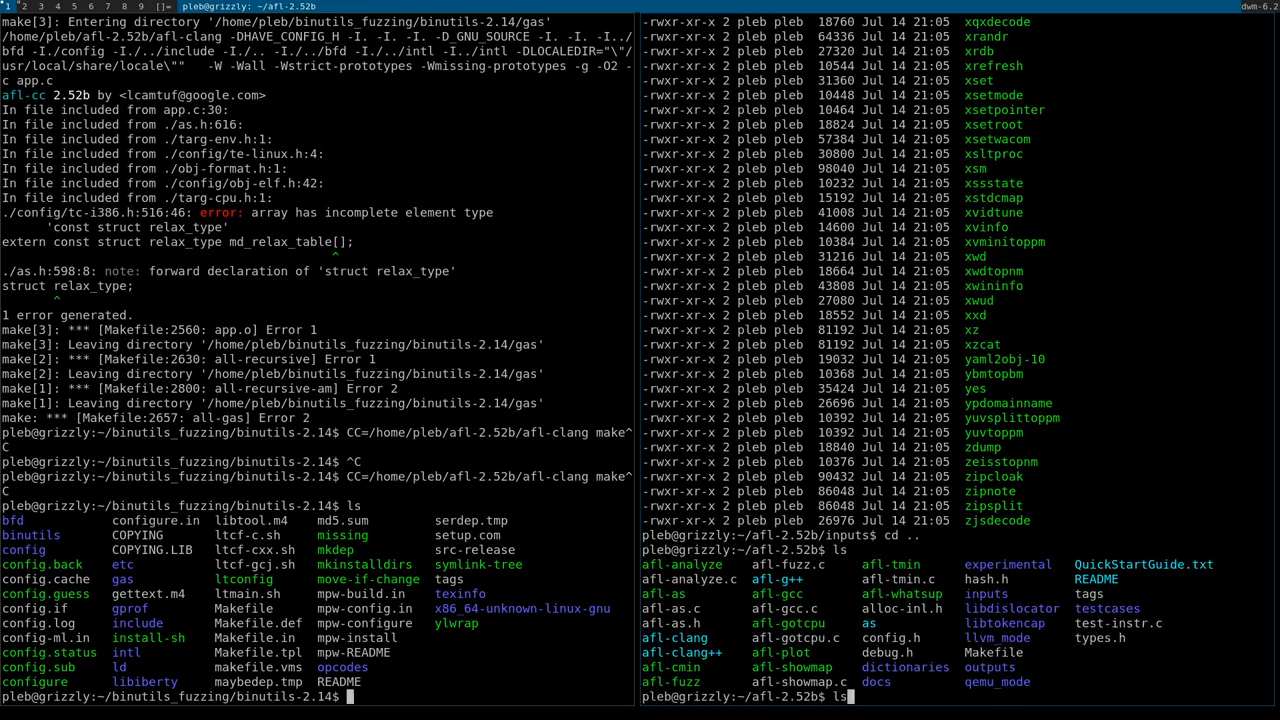 1 2 3 4 5 6 7 8 9 []= pleb@grizzly: ~/afl-2.52b dwm-6.2
make[3]: Entering directory '/home/pleb/binutils_fuzzing/binutils-2.14/gas'
/home/pleb/afl-2.52b/afl-clang -DHAVE_CONFIG_H -I. -I. -I. -D_GNU_SOURCE -I. -I. -I../
bfd -I./config -I./../include -I./.. -I./../bfd -I./../intl -I../intl -DLOCALEDIR="\"/
usr/local/share/locale\"" -W -Wall -Wstrict-prototypes -Wmissing-prototypes -g -O2 -
c app.c
afl-cc 2.52b by <lcamtuf@google.com>
In file included from app.c:30:
In file included from ./as.h:616:
In file included from ./targ-env.h:1:
In file included from ./config/te-linux.h:4:
In file included from ./obj-format.h:1:
In file included from ./config/obj-elf.h:42:
In file included from ./targ-cpu.h:1:
./config/tc-i386.h:516:46: error: array has incomplete element type
'const struct relax_type'
extern const struct relax_type md_relax_table[];
^
./as.h:598:8: note: forward declaration of 'struct relax_type'
struct relax_type;
^
1 error generated.
make[3]: *** [Makefile:2560: app.o] Error 1
make[3]: Leaving directory '/home/pleb/binutils_fuzzing/binutils-2.14/gas'
make[2]: *** [Makefile:2630: all-recursive] Error 1
make[2]: Leaving directory '/home/pleb/binutils_fuzzing/binutils-2.14/gas'
make[1]: *** [Makefile:2800: all-recursive-am] Error 2
make[1]: Leaving directory '/home/pleb/binutils_fuzzing/binutils-2.14/gas'
make: *** [Makefile:2657: all-gas] Error 2
pleb@grizzly:~/binutils_fuzzing/binutils-2.14$ CC=/home/pleb/afl-2.52b/afl-clang make^
C
pleb@grizzly:~/binutils_fuzzing/binutils-2.14$ ^C
pleb@grizzly:~/binutils_fuzzing/binutils-2.14$ CC=/home/pleb/afl-2.52b/afl-clang make^
C
pleb@grizzly:~/binutils_fuzzing/binutils-2.14$ ls
bfd configure.in libtool.m4 md5.sum serdep.tmp
binutils COPYING ltcf-c.sh missing setup.com
config COPYING.LIB ltcf-cxx.sh mkdep src-release
config.back etc ltcf-gcj.sh mkinstalldirs symlink-tree
config.cache gas ltconfig move-if-change tags
config.guess gettext.m4 ltmain.sh mpw-build.in texinfo
config.if gprof Makefile mpw-config.in x86_64-unknown-linux-gnu
config.log include Makefile.def mpw-configure ylwrap
config-ml.in install-sh Makefile.in mpw-install
config.status intl Makefile.tpl mpw-README
config.sub ld makefile.vms opcodes
configure libiberty maybedep.tmp README
pleb@grizzly:~/binutils_fuzzing/binutils-2.14$
-rwxr-xr-x 2 pleb pleb 18760 Jul 14 21:05 xqxdecode
-rwxr-xr-x 2 pleb pleb 64336 Jul 14 21:05 xrandr
-rwxr-xr-x 2 pleb pleb 27320 Jul 14 21:05 xrdb
-rwxr-xr-x 2 pleb pleb 10544 Jul 14 21:05 xrefresh
-rwxr-xr-x 2 pleb pleb 31360 Jul 14 21:05 xset
-rwxr-xr-x 2 pleb pleb 10448 Jul 14 21:05 xsetmode
-rwxr-xr-x 2 pleb pleb 10464 Jul 14 21:05 xsetpointer
-rwxr-xr-x 2 pleb pleb 18824 Jul 14 21:05 xsetroot
-rwxr-xr-x 2 pleb pleb 57384 Jul 14 21:05 xsetwacom
-rwxr-xr-x 2 pleb pleb 30800 Jul 14 21:05 xsltproc
-rwxr-xr-x 2 pleb pleb 98040 Jul 14 21:05 xsm
-rwxr-xr-x 2 pleb pleb 10232 Jul 14 21:05 xssstate
-rwxr-xr-x 2 pleb pleb 15192 Jul 14 21:05 xstdcmap
-rwxr-xr-x 2 pleb pleb 41008 Jul 14 21:05 xvidtune
-rwxr-xr-x 2 pleb pleb 14600 Jul 14 21:05 xvinfo
-rwxr-xr-x 2 pleb pleb 10384 Jul 14 21:05 xvminitoppm
-rwxr-xr-x 2 pleb pleb 31216 Jul 14 21:05 xwd
-rwxr-xr-x 2 pleb pleb 18664 Jul 14 21:05 xwdtopnm
-rwxr-xr-x 2 pleb pleb 43808 Jul 14 21:05 xwininfo
-rwxr-xr-x 2 pleb pleb 27080 Jul 14 21:05 xwud
-rwxr-xr-x 2 pleb pleb 18552 Jul 14 21:05 xxd
-rwxr-xr-x 2 pleb pleb 81192 Jul 14 21:05 xz
-rwxr-xr-x 2 pleb pleb 81192 Jul 14 21:05 xzcat
-rwxr-xr-x 2 pleb pleb 19032 Jul 14 21:05 yaml2obj-10
-rwxr-xr-x 2 pleb pleb 10368 Jul 14 21:05 ybmtopbm
-rwxr-xr-x 2 pleb pleb 35424 Jul 14 21:05 yes
-rwxr-xr-x 2 pleb pleb 26696 Jul 14 21:05 ypdomainname
-rwxr-xr-x 2 pleb pleb 10392 Jul 14 21:05 yuvsplittoppm
-rwxr-xr-x 2 pleb pleb 10392 Jul 14 21:05 yuvtoppm
-rwxr-xr-x 2 pleb pleb 18840 Jul 14 21:05 zdump
-rwxr-xr-x 2 pleb pleb 10376 Jul 14 21:05 zeisstopnm
-rwxr-xr-x 2 pleb pleb 90432 Jul 14 21:05 zipcloak
-rwxr-xr-x 2 pleb pleb 86048 Jul 14 21:05 zipnote
-rwxr-xr-x 2 pleb pleb 86048 Jul 14 21:05 zipsplit
-rwxr-xr-x 2 pleb pleb 26976 Jul 14 21:05 zjsdecode
pleb@grizzly:~/afl-2.52b/inputs$ cd ..
pleb@grizzly:~/afl-2.52b$ ls
afl-analyze afl-fuzz.c afl-tmin experimental QuickStartGuide.txt
afl-analyze.c afl-g++ afl-tmin.c hash.h README
afl-as afl-gcc afl-whatsup inputs tags
afl-as.c afl-gcc.c alloc-inl.h libdislocator testcases
afl-as.h afl-gotcpu as libtokencap test-instr.c
afl-clang afl-gotcpu.c config.h llvm_mode types.h
afl-clang++ afl-plot debug.h Makefile
afl-cmin afl-showmap dictionaries outputs
afl-fuzz afl-showmap.c docs qemu_mode
pleb@grizzly:~/afl-2.52b$ ls